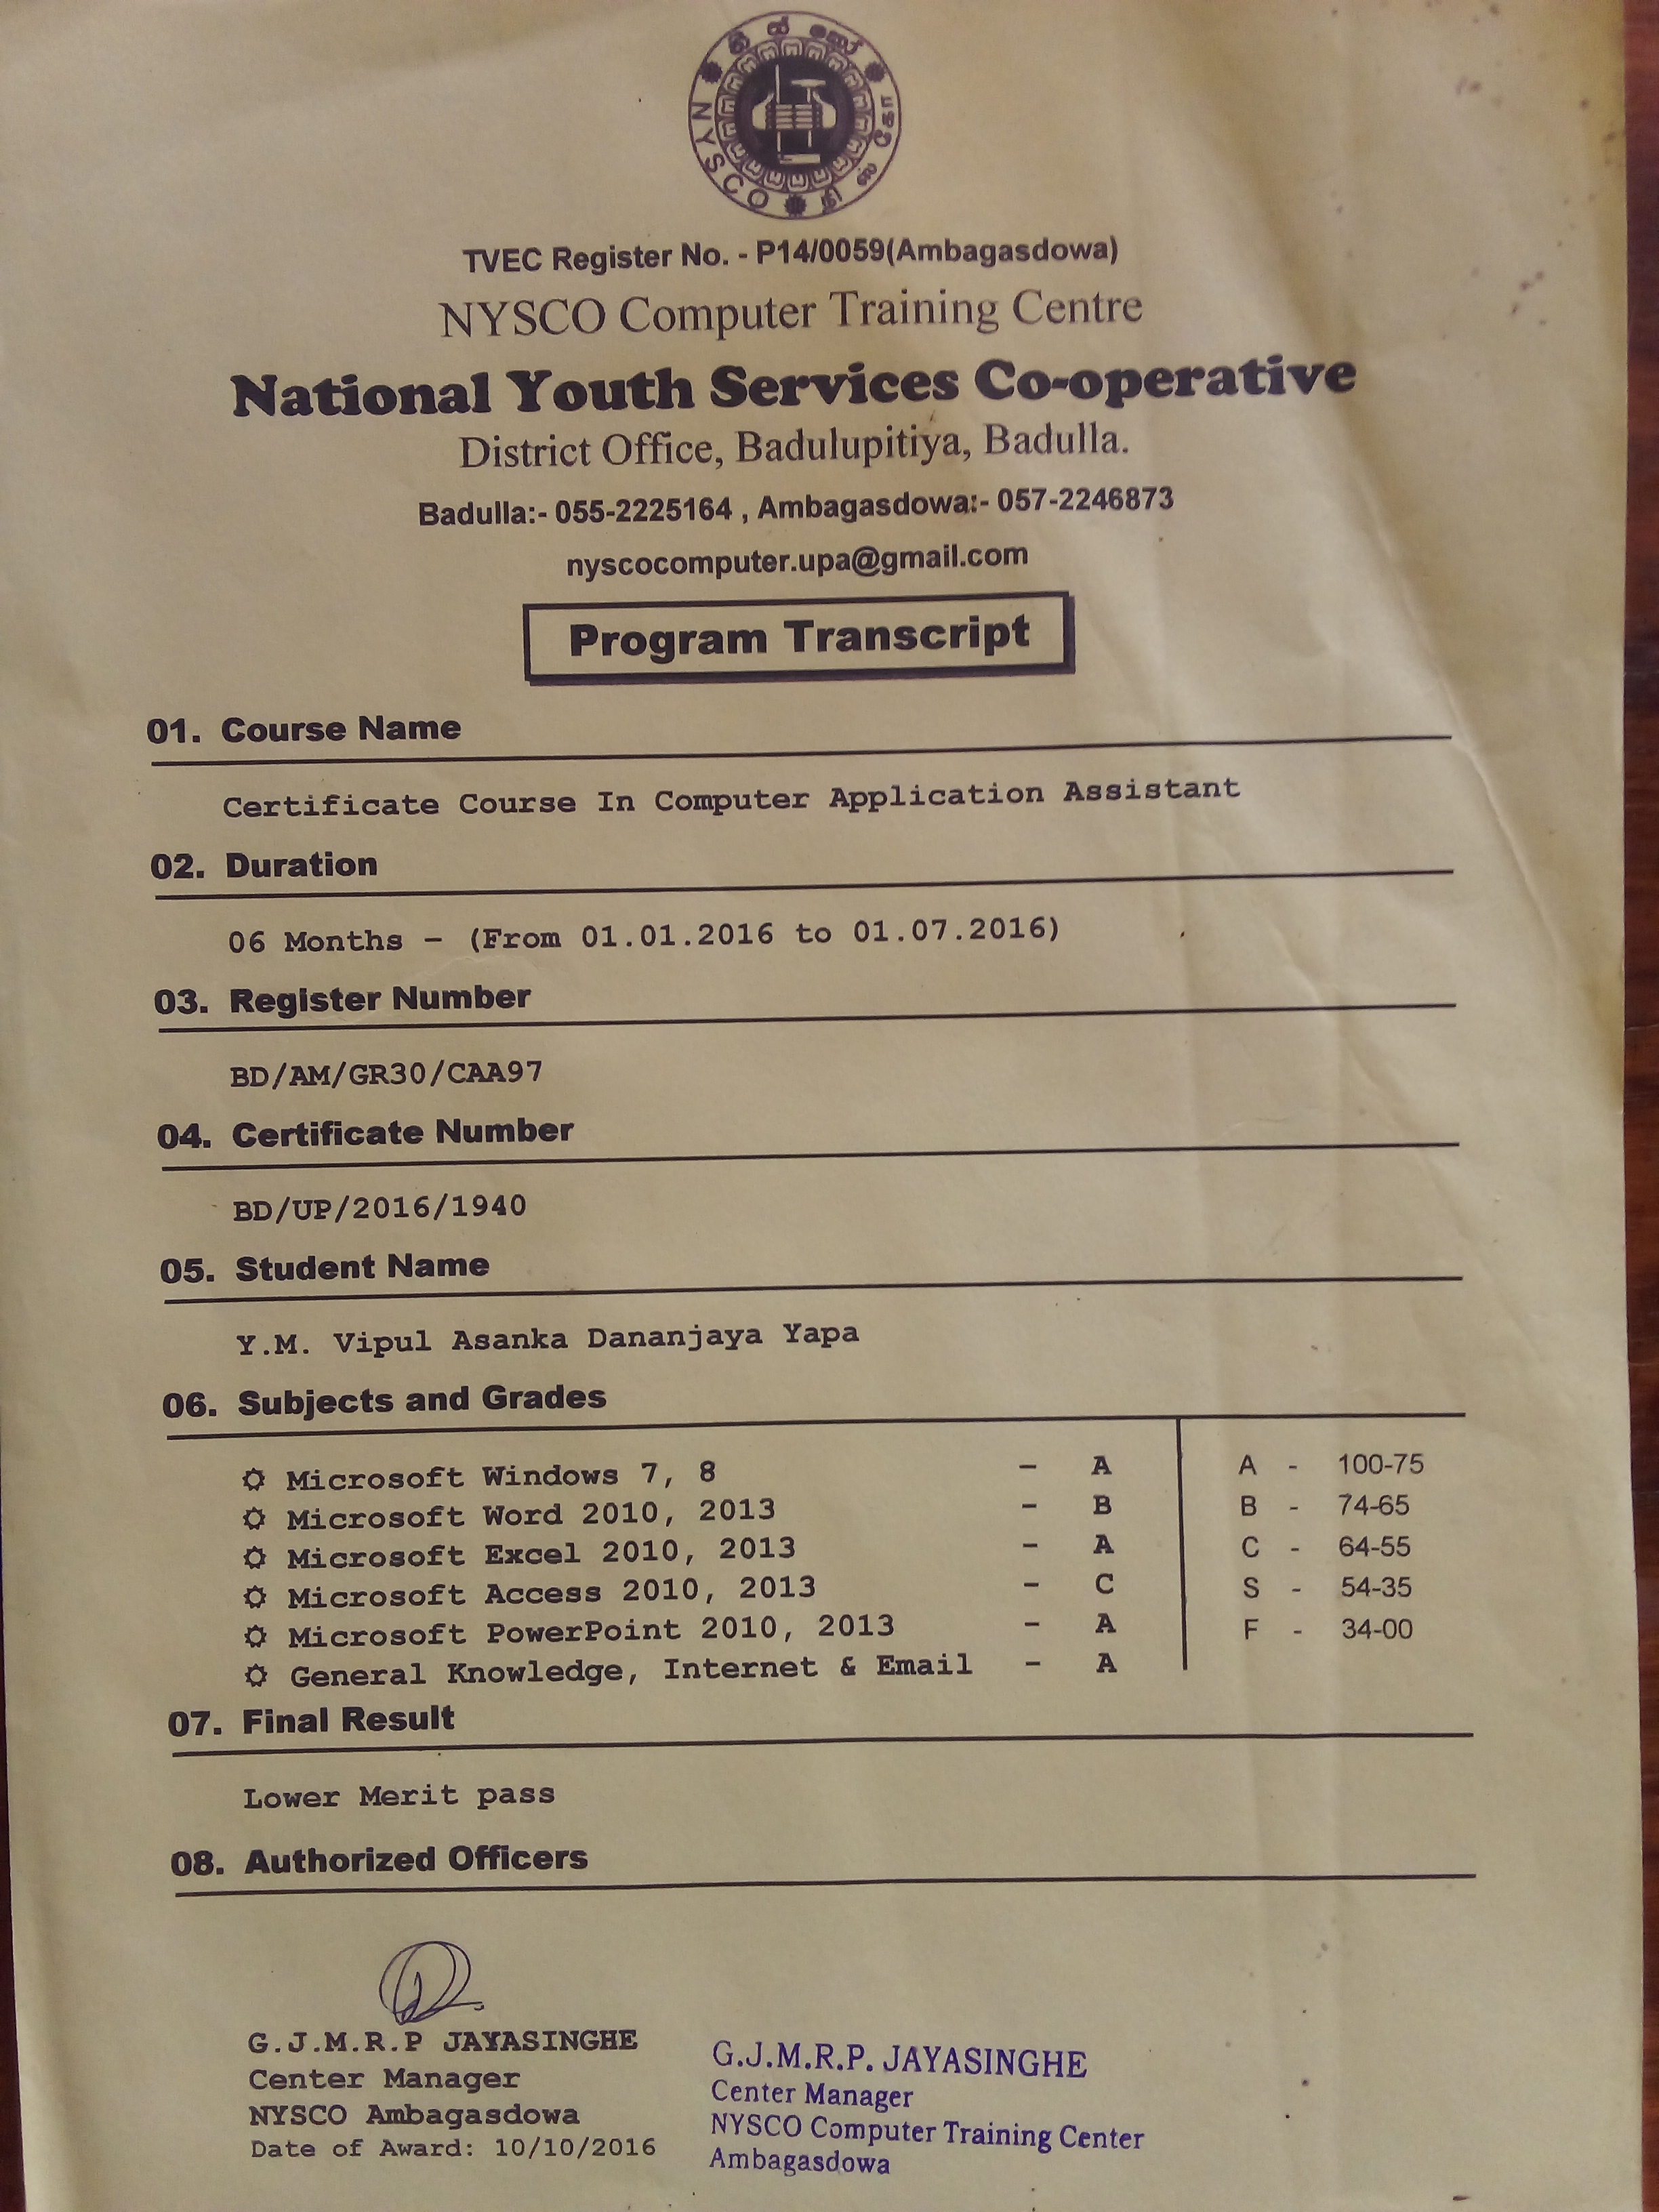 නි ස් කෝ
NYSCO
நி ஸ் கோ
TVEC Register No. - P14/0059(Ambagasdowa)
NYSCO Computer Training Centre
National Youth Services Co-operative
District Office, Badulupitiya, Badulla.
Badulla:- 055-2225164 , Ambagasdowa:- 057-2246873
nyscocomputer.upa@gmail.com
Program Transcript
01. Course Name
Certificate Course In Computer Application Assistant
02. Duration
06 Months - (From 01.01.2016 to 01.07.2016)
03. Register Number
BD/AM/GR30/CAA97
04. Certificate Number
BD/UP/2016/1940
05. Student Name
Y.M. Vipul Asanka Dananjaya Yapa
06. Subjects and Grades
Microsoft Windows 7, 8 - A
Microsoft Word 2010, 2013 - B
Microsoft Excel 2010, 2013 - A
Microsoft Access 2010, 2013 - C
Microsoft PowerPoint 2010, 2013 - A
General Knowledge, Internet & Email - A
A - 100-75
B - 74-65
C - 64-55
S - 54-35
F - 34-00
07. Final Result
Lower Merit pass
08. Authorized Officers
G.J.M.R.P JAYASINGHE
Center Manager
NYSCO Ambagasdowa
Date of Award: 10/10/2016
G.J.M.R.P. JAYASINGHE
Center Manager
NYSCO Computer Training Center
Ambagasdowa